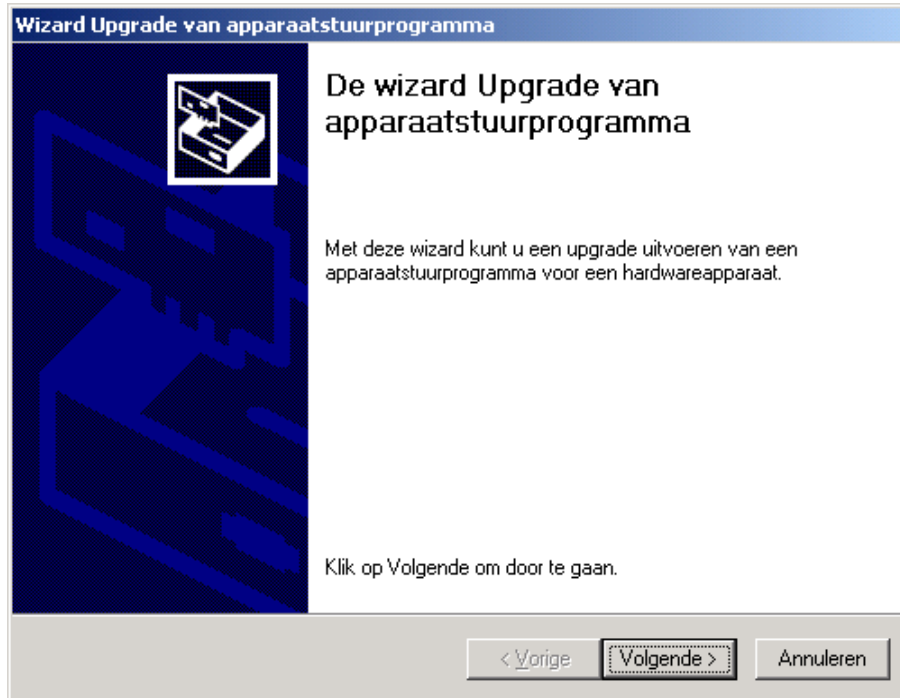 Wizard Upgrade van apparaatstuurprogramma
De wizard Upgrade van
apparaatstuurprogramma
Met deze wizard kunt u een upgrade uitvoeren van een
apparaatstuurprogramma voor een hardwareapparaat.
Klik op Volgende om door te gaan.
< Vorige
Volgende >
Annuleren